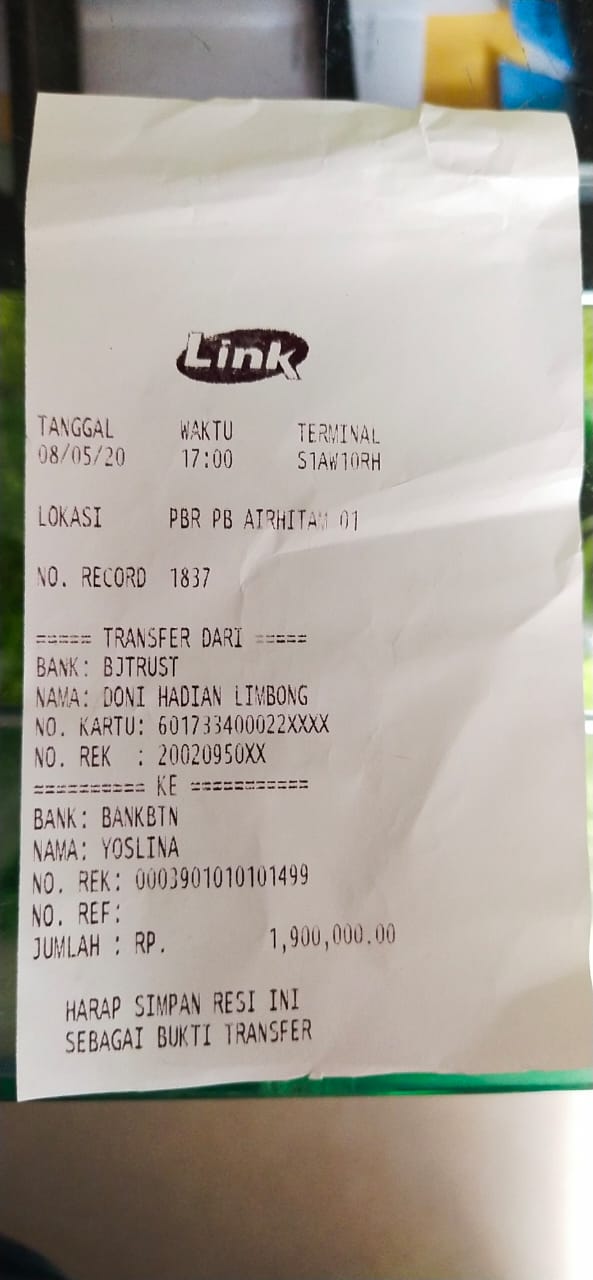 Link
TANGGAL WAKTU TERMINAL
08/05/20 17:00 S1AW10RH
LOKASI PBR PB AIRHITAM 01
NO. RECORD 1837
===== TRANSFER DARI =====
BANK: BJTRUST
NAMA: DONI HADIAN LIMBONG
NO. KARTU: 601733400022XXXX
NO. REK : 20020950XX
========== KE ===========
BANK: BANKBTN
NAMA: YOSLINA
NO. REK: 0003901010101499
NO. REF:
JUMLAH : RP. 1,900,000.00
HARAP SIMPAN RESI INI
SEBAGAI BUKTI TRANSFER